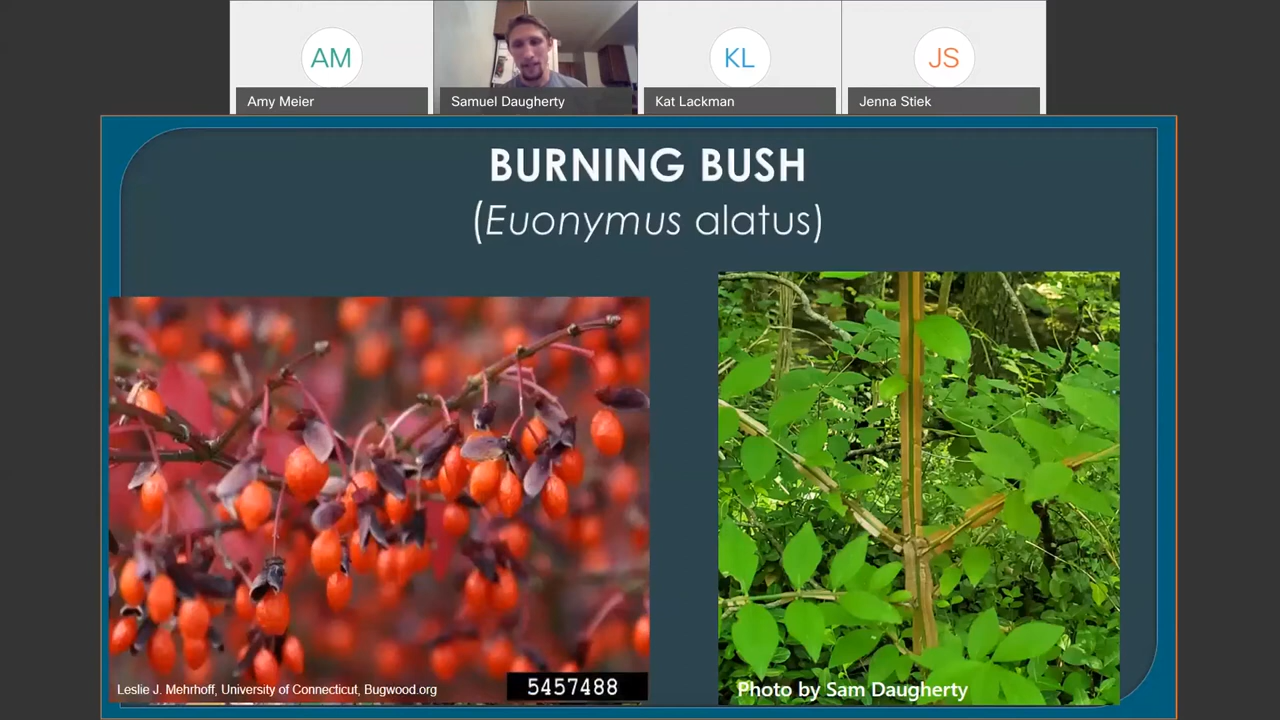 AM
KL
JS
Amy Meier
Samuel Daugherty
Kat Lackman
Jenna Stiek
BURNING BUSH
(Euonymus alatus)
Leslie J. Mehrhoff, University of Connecticut, Bugwood.org
5457488
Photo by Sam Daugherty